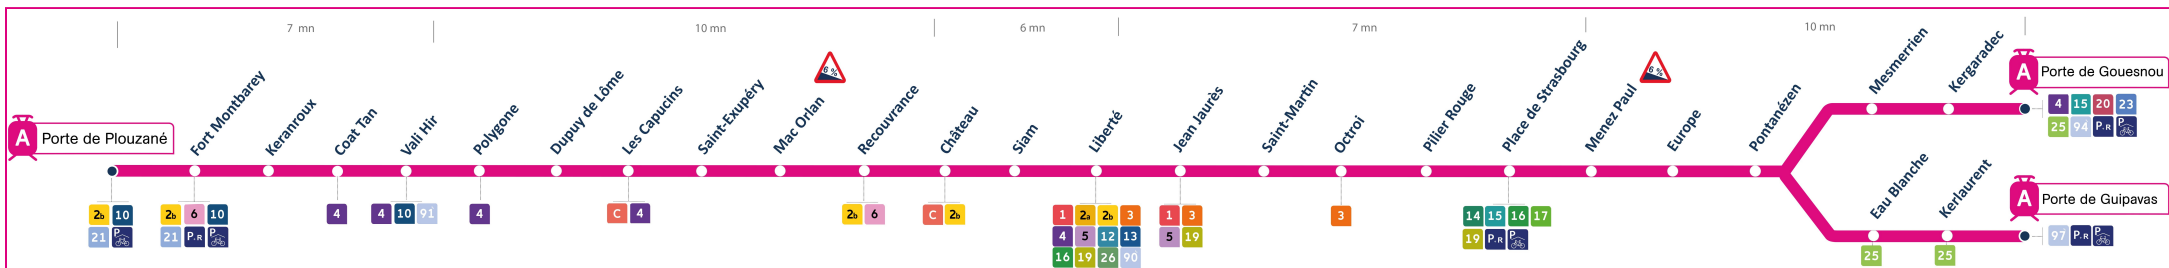 7 mn
10 mn
6 mn
7 mn
10 mn
A Porte de Plouzané
Fort Montbarey
Keranroux
Coat Tan
Vali Hir
Polygone
Dupuy de Lôme
Les Capucins
Saint-Exupéry
Mac Orlan
6 %
Recouvrance
Château
Siam
Liberté
Jean Jaurès
Saint-Martin
Octroi
Pilier Rouge
Place de Strasbourg
Menez Paul
6 %
Europe
Pontanézen
Mesmerrien
Kergaradec
A Porte de Gouesnou
Eau Blanche
Kerlaurent
A Porte de Guipavas
2b 10
21 P
2b 6 10
21 P+R P
4
4 10 91
4
C 4
2b 6
C 2b
1 2a 2b 3
4 5 12 13
16 19 26 90
1 3
5 19
3
14 15 16 17
19 P+R P
4 15 20 23
25 94 P+R P
25
25
97 P+R P